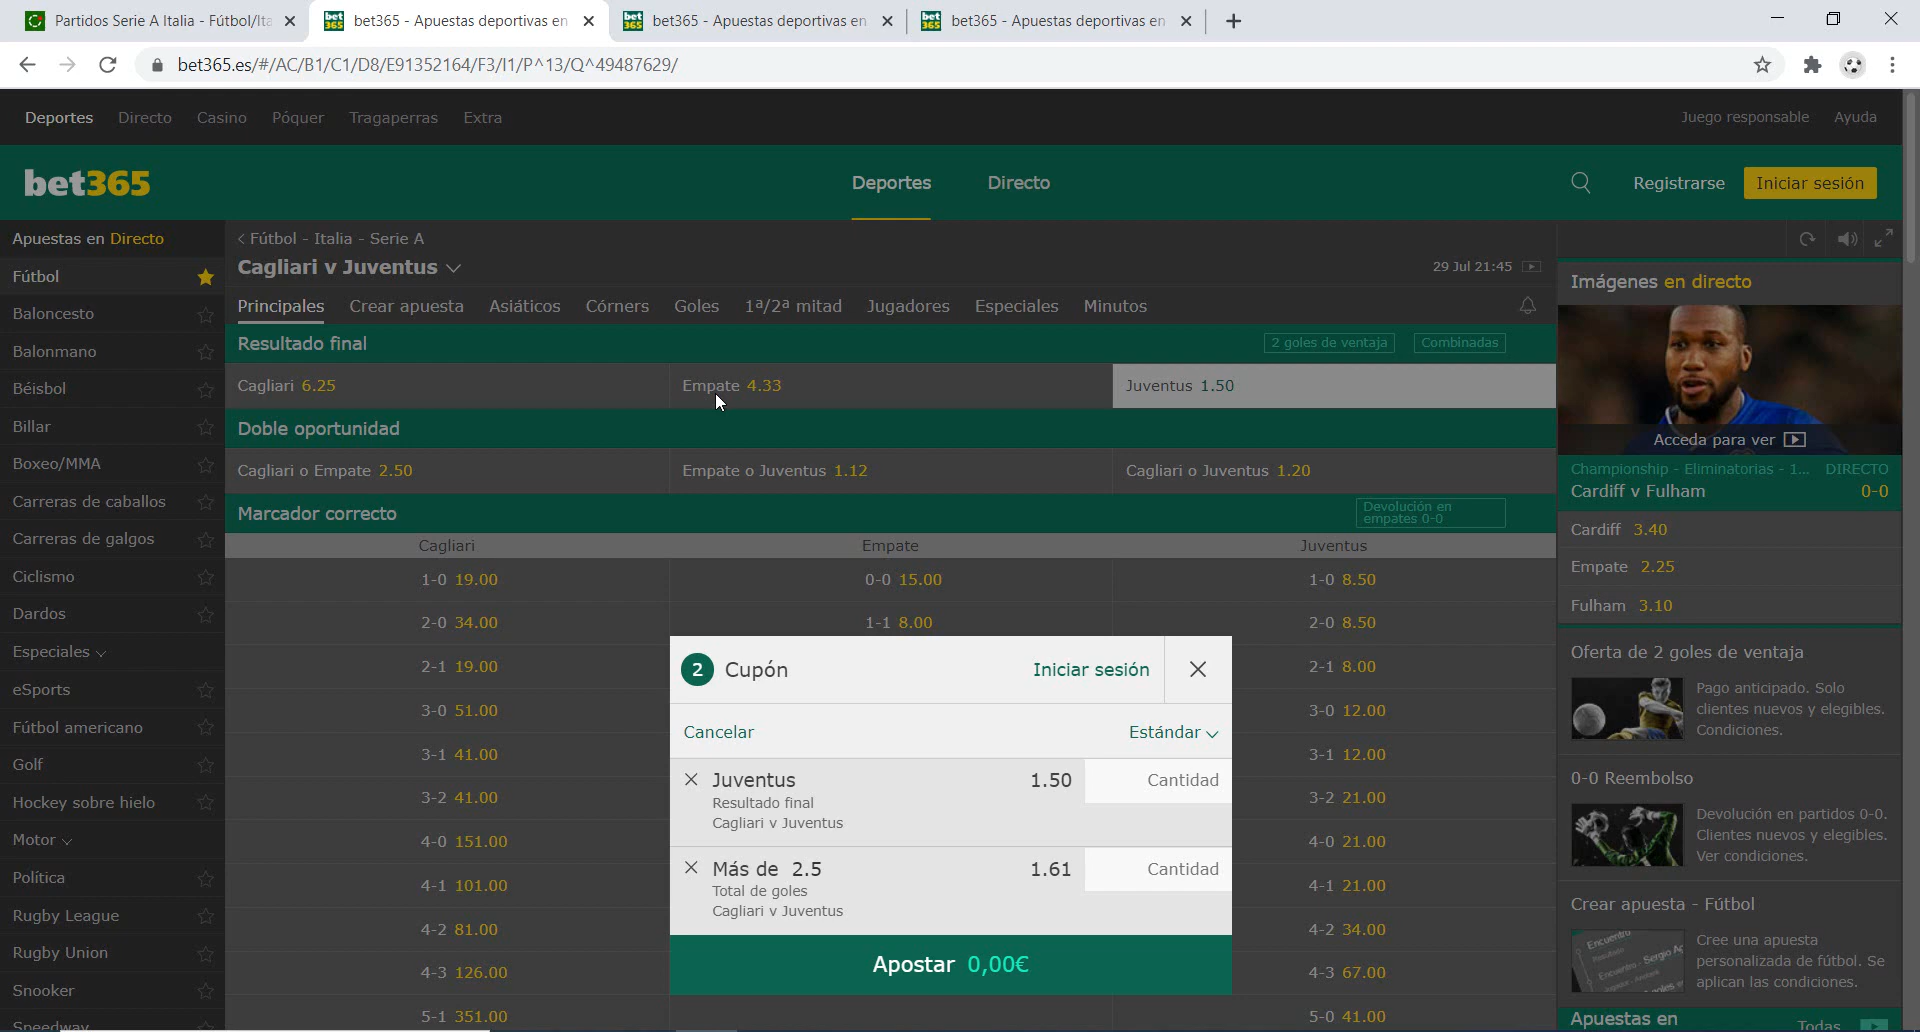 Partidos Serie A Italia - Fútbol/Ita
bet365 - Apuestas deportivas en
bet365 - Apuestas deportivas en
bet365 - Apuestas deportivas en
bet365.es/#/AC/B1/C1/D8/E91352164/F3/I1/P^13/Q^49487629/
Deportes Directo Casino Póquer Tragaperras Extra
Juego responsable Ayuda
bet365
Deportes Directo
Registrarse Iniciar sesión
Apuestas en Directo
Fútbol
Baloncesto
Balonmano
Béisbol
Billar
Boxeo/MMA
Carreras de caballos
Carreras de galgos
Ciclismo
Dardos
Especiales
eSports
Fútbol americano
Golf
Hockey sobre hielo
Motor
Política
Rugby League
Rugby Union
Snooker
Speedway
< Fútbol - Italia - Serie A
Cagliari v Juventus
29 Jul 21:45
Principales Crear apuesta Asiáticos Córners Goles 1ª/2ª mitad Jugadores Especiales Minutos
Resultado final
2 goles de ventaja Combinadas
Cagliari 6.25 Empate 4.33 Juventus 1.50
Doble oportunidad
Cagliari o Empate 2.50 Empate o Juventus 1.12 Cagliari o Juventus 1.20
Marcador correcto
Devolución en
empates 0-0
Cagliari Empate Juventus
1-0 19.00 0-0 15.00 1-0 8.50
2-0 34.00 1-1 8.00 2-0 8.50
2-1 19.00 2-1 8.00
3-0 51.00 3-0 12.00
3-1 41.00 3-1 12.00
3-2 41.00 3-2 21.00
4-0 151.00 4-0 21.00
4-1 101.00 4-1 21.00
4-2 81.00 4-2 34.00
4-3 126.00 4-3 67.00
5-1 351.00 5-0 41.00
2 Cupón Iniciar sesión
Cancelar Estándar
Juventus 1.50 Cantidad
Resultado final
Cagliari v Juventus
Más de 2.5 1.61 Cantidad
Total de goles
Cagliari v Juventus
Apostar 0,00€
Imágenes en directo
Acceda para ver
Championship - Eliminatorias - 1... DIRECTO
Cardiff v Fulham 0-0
Cardiff 3.40
Empate 2.25
Fulham 3.10
Oferta de 2 goles de ventaja
Pago anticipado. Solo
clientes nuevos y elegibles.
Condiciones.
0-0 Reembolso
Devolución en partidos 0-0.
Clientes nuevos y elegibles.
Ver condiciones.
Crear apuesta - Fútbol
Cree una apuesta
personalizada de fútbol. Se
aplican las condiciones.
Apuestas en
Todas